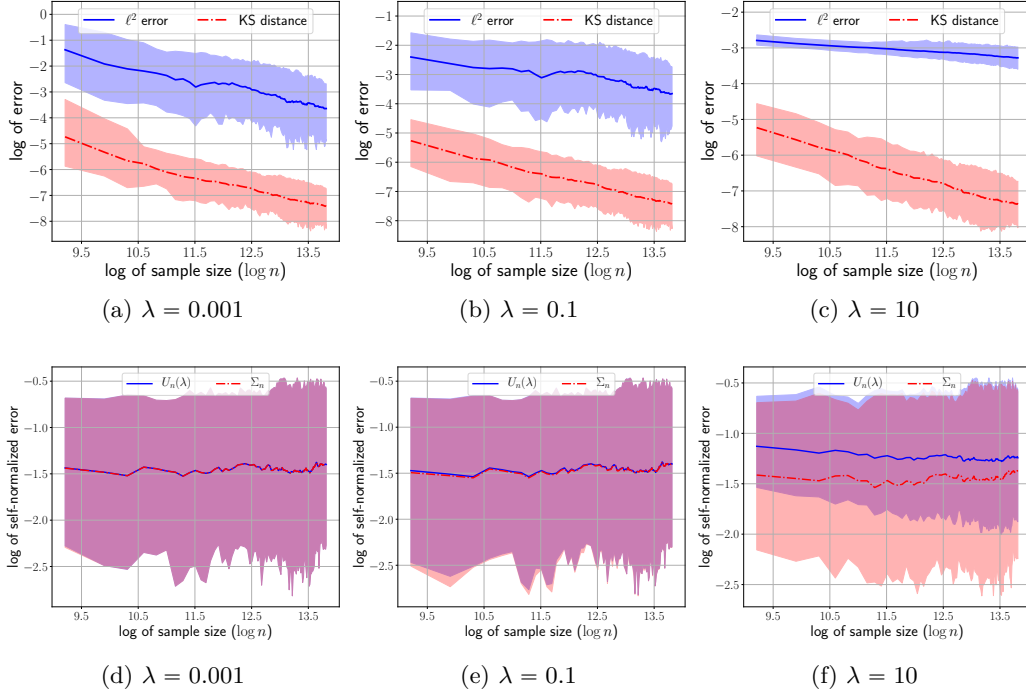 ℓ² error KS distance
0
−1
−2
−3
−4
−5
−6
−7
−8
log of error
9.5 10.5 11.5 12.5 13.5
log of sample size (log n)
(a) λ = 0.001
ℓ² error KS distance
−1
−2
−3
−4
−5
−6
−7
−8
log of error
9.5 10.5 11.5 12.5 13.5
log of sample size (log n)
(b) λ = 0.1
ℓ² error KS distance
−2
−3
−4
−5
−6
−7
−8
log of error
9.5 10.5 11.5 12.5 13.5
log of sample size (log n)
(c) λ = 10
Uₙ(λ) Σₙ
−0.5
−1.0
−1.5
−2.0
−2.5
log of self-normalized error
9.5 10.5 11.5 12.5 13.5
log of sample size (log n)
(d) λ = 0.001
Uₙ(λ) Σₙ
−0.5
−1.0
−1.5
−2.0
−2.5
log of self-normalized error
9.5 10.5 11.5 12.5 13.5
log of sample size (log n)
(e) λ = 0.1
Uₙ(λ) Σₙ
−0.5
−1.0
−1.5
−2.0
−2.5
log of self-normalized error
9.5 10.5 11.5 12.5 13.5
log of sample size (log n)
(f) λ = 10